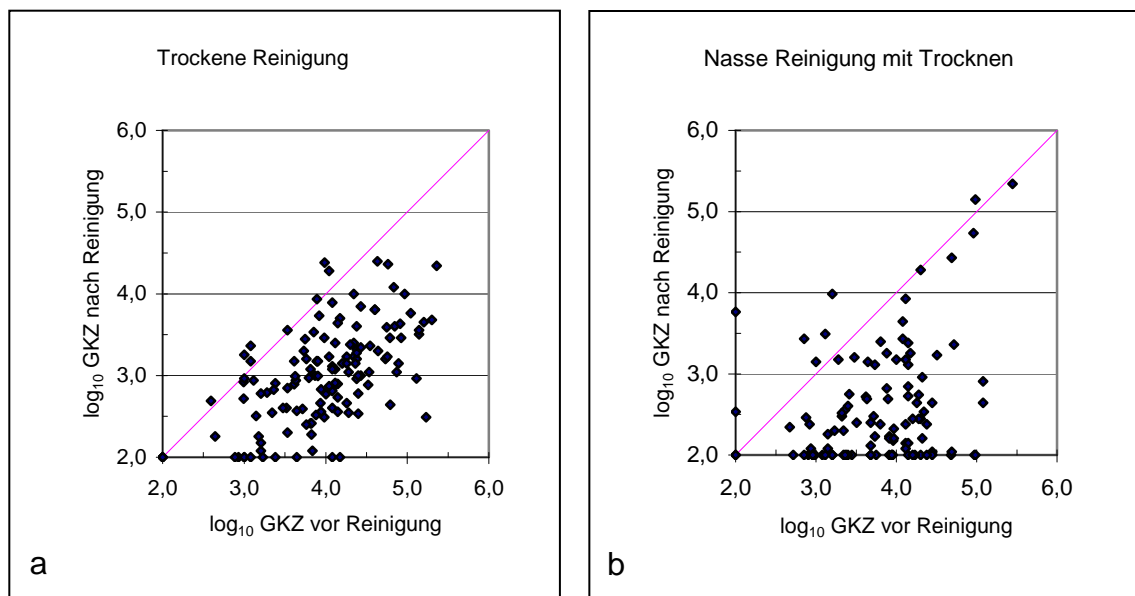 Trockene Reinigung
6,0
5,0
4,0
3,0
2,0
log₁₀ GKZ nach Reinigung
2,0 3,0 4,0 5,0 6,0
log₁₀ GKZ vor Reinigung
a
Nasse Reinigung mit Trocknen
6,0
5,0
4,0
3,0
2,0
log₁₀ GKZ nach Reinigung
2,0 3,0 4,0 5,0 6,0
log₁₀ GKZ vor Reinigung
b